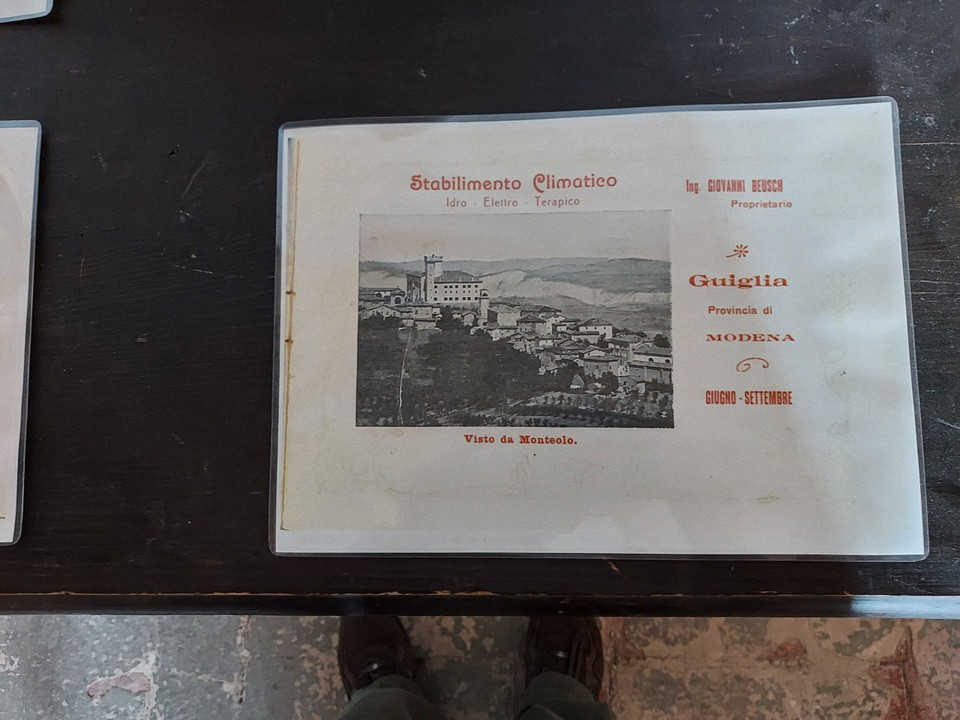 Stabilimento Climatico
Idro - Elettro - Terapico
Visto da Monteolo.
Ing. GIOVANNI BEUSCH
Proprietario
Guiglia
Provincia di
MODENA
GIUGNO - SETTEMBRE